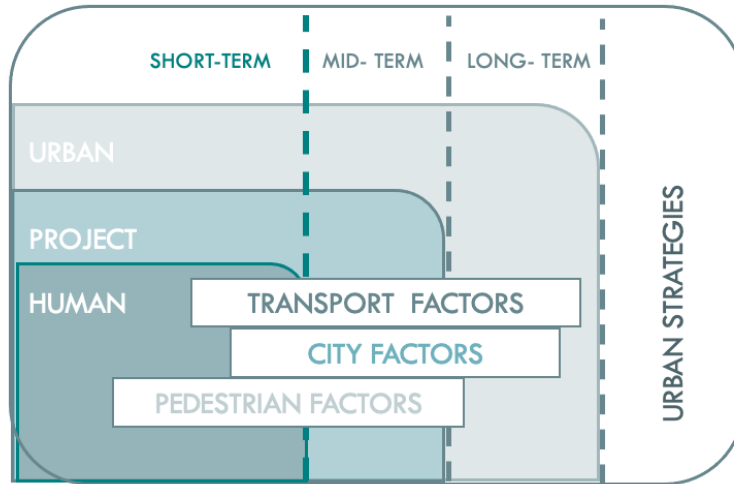 SHORT-TERM
MID- TERM
LONG- TERM
URBAN
PROJECT
HUMAN
TRANSPORT FACTORS
CITY FACTORS
PEDESTRIAN FACTORS
URBAN STRATEGIES